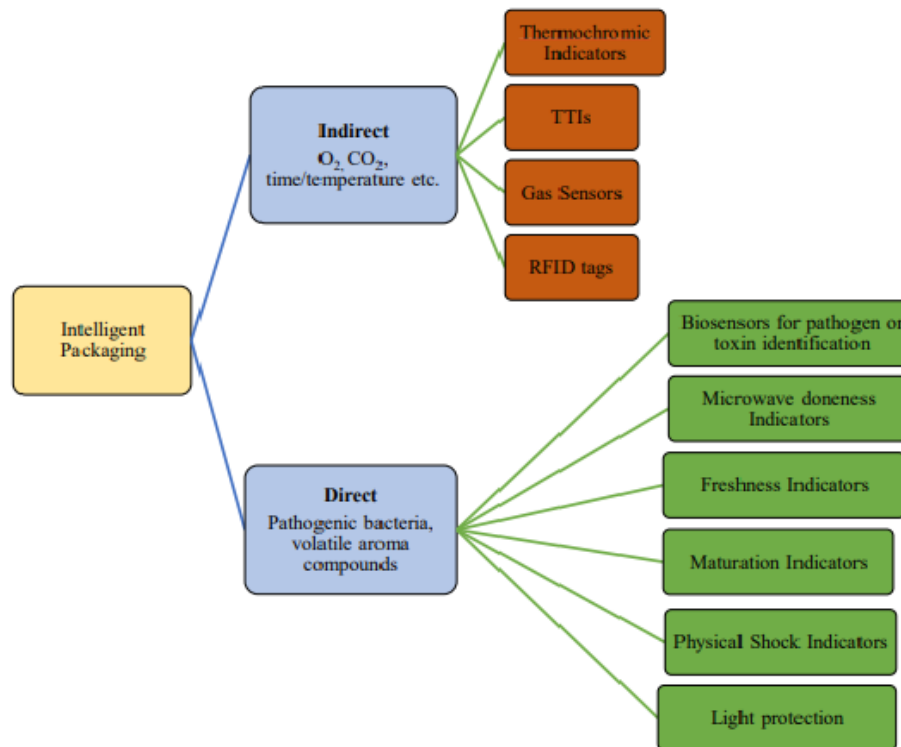 Thermochromic
Indicators
TTIs
Gas Sensors
RFID tags
Indirect
O₂, CO₂,
time/temperature etc.
Intelligent
Packaging
Direct
Pathogenic bacteria,
volatile aroma
compounds
Biosensors for pathogen or
toxin identification
Microwave doneness
Indicators
Freshness Indicators
Maturation Indicators
Physical Shock Indicators
Light protection